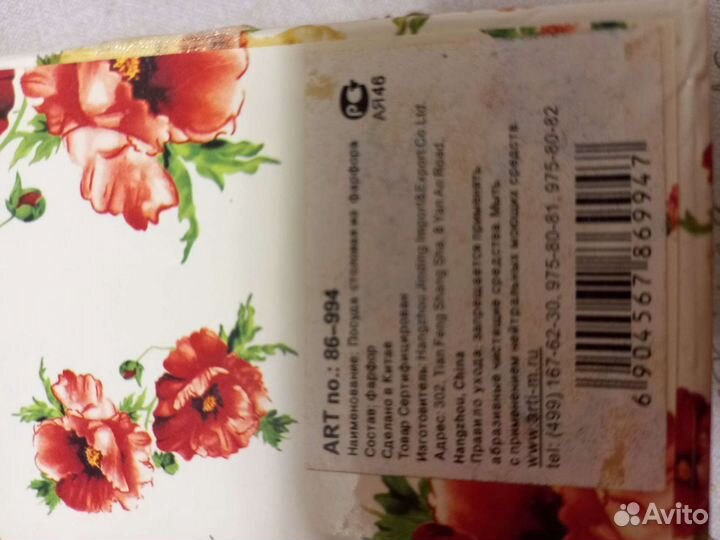 ART no.: 86-994
Наименование: Посуда столовая из фарфора
Состав: фарфор
Сделано в Китае
Товар Сертифицирован
Изготовитель: Hangzhou Jinding Import&Export Co Ltd.
Адрес: 302, Tian Feng Shang Sha, 8 Yan An Road,
Hangzhou, China
Правило ухода: запрещается применять
абразивные чистящие средства. Мыть
с применением нейтральных моющих средств
www.arti-m.ru
tel: (499) 167-62-30, 975-80-81, 975-80-82
АЯ46
6 904567 869947
Avito